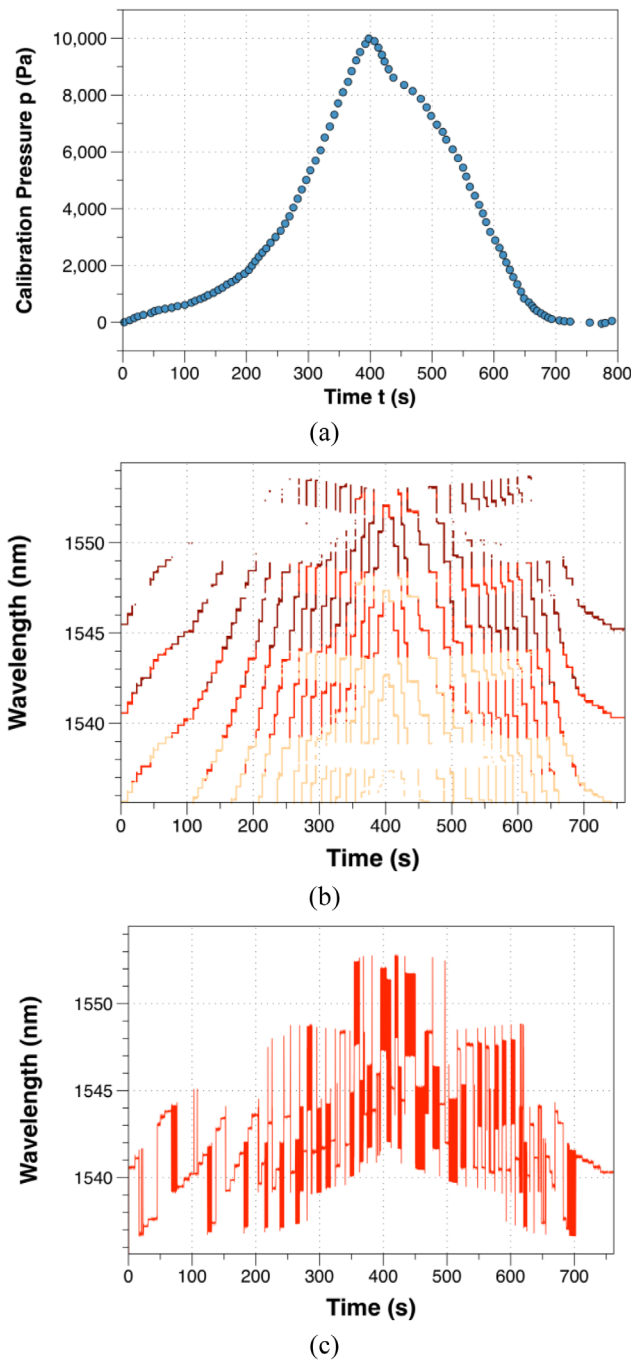 10,000
8,000
6,000
4,000
2,000
0
Calibration Pressure p (Pa)
0 100 200 300 400 500 600 700 800
Time t (s)
(a)
1550
1545
1540
Wavelength (nm)
0 100 200 300 400 500 600 700
Time (s)
(b)
1550
1545
1540
Wavelength (nm)
0 100 200 300 400 500 600 700
Time (s)
(c)